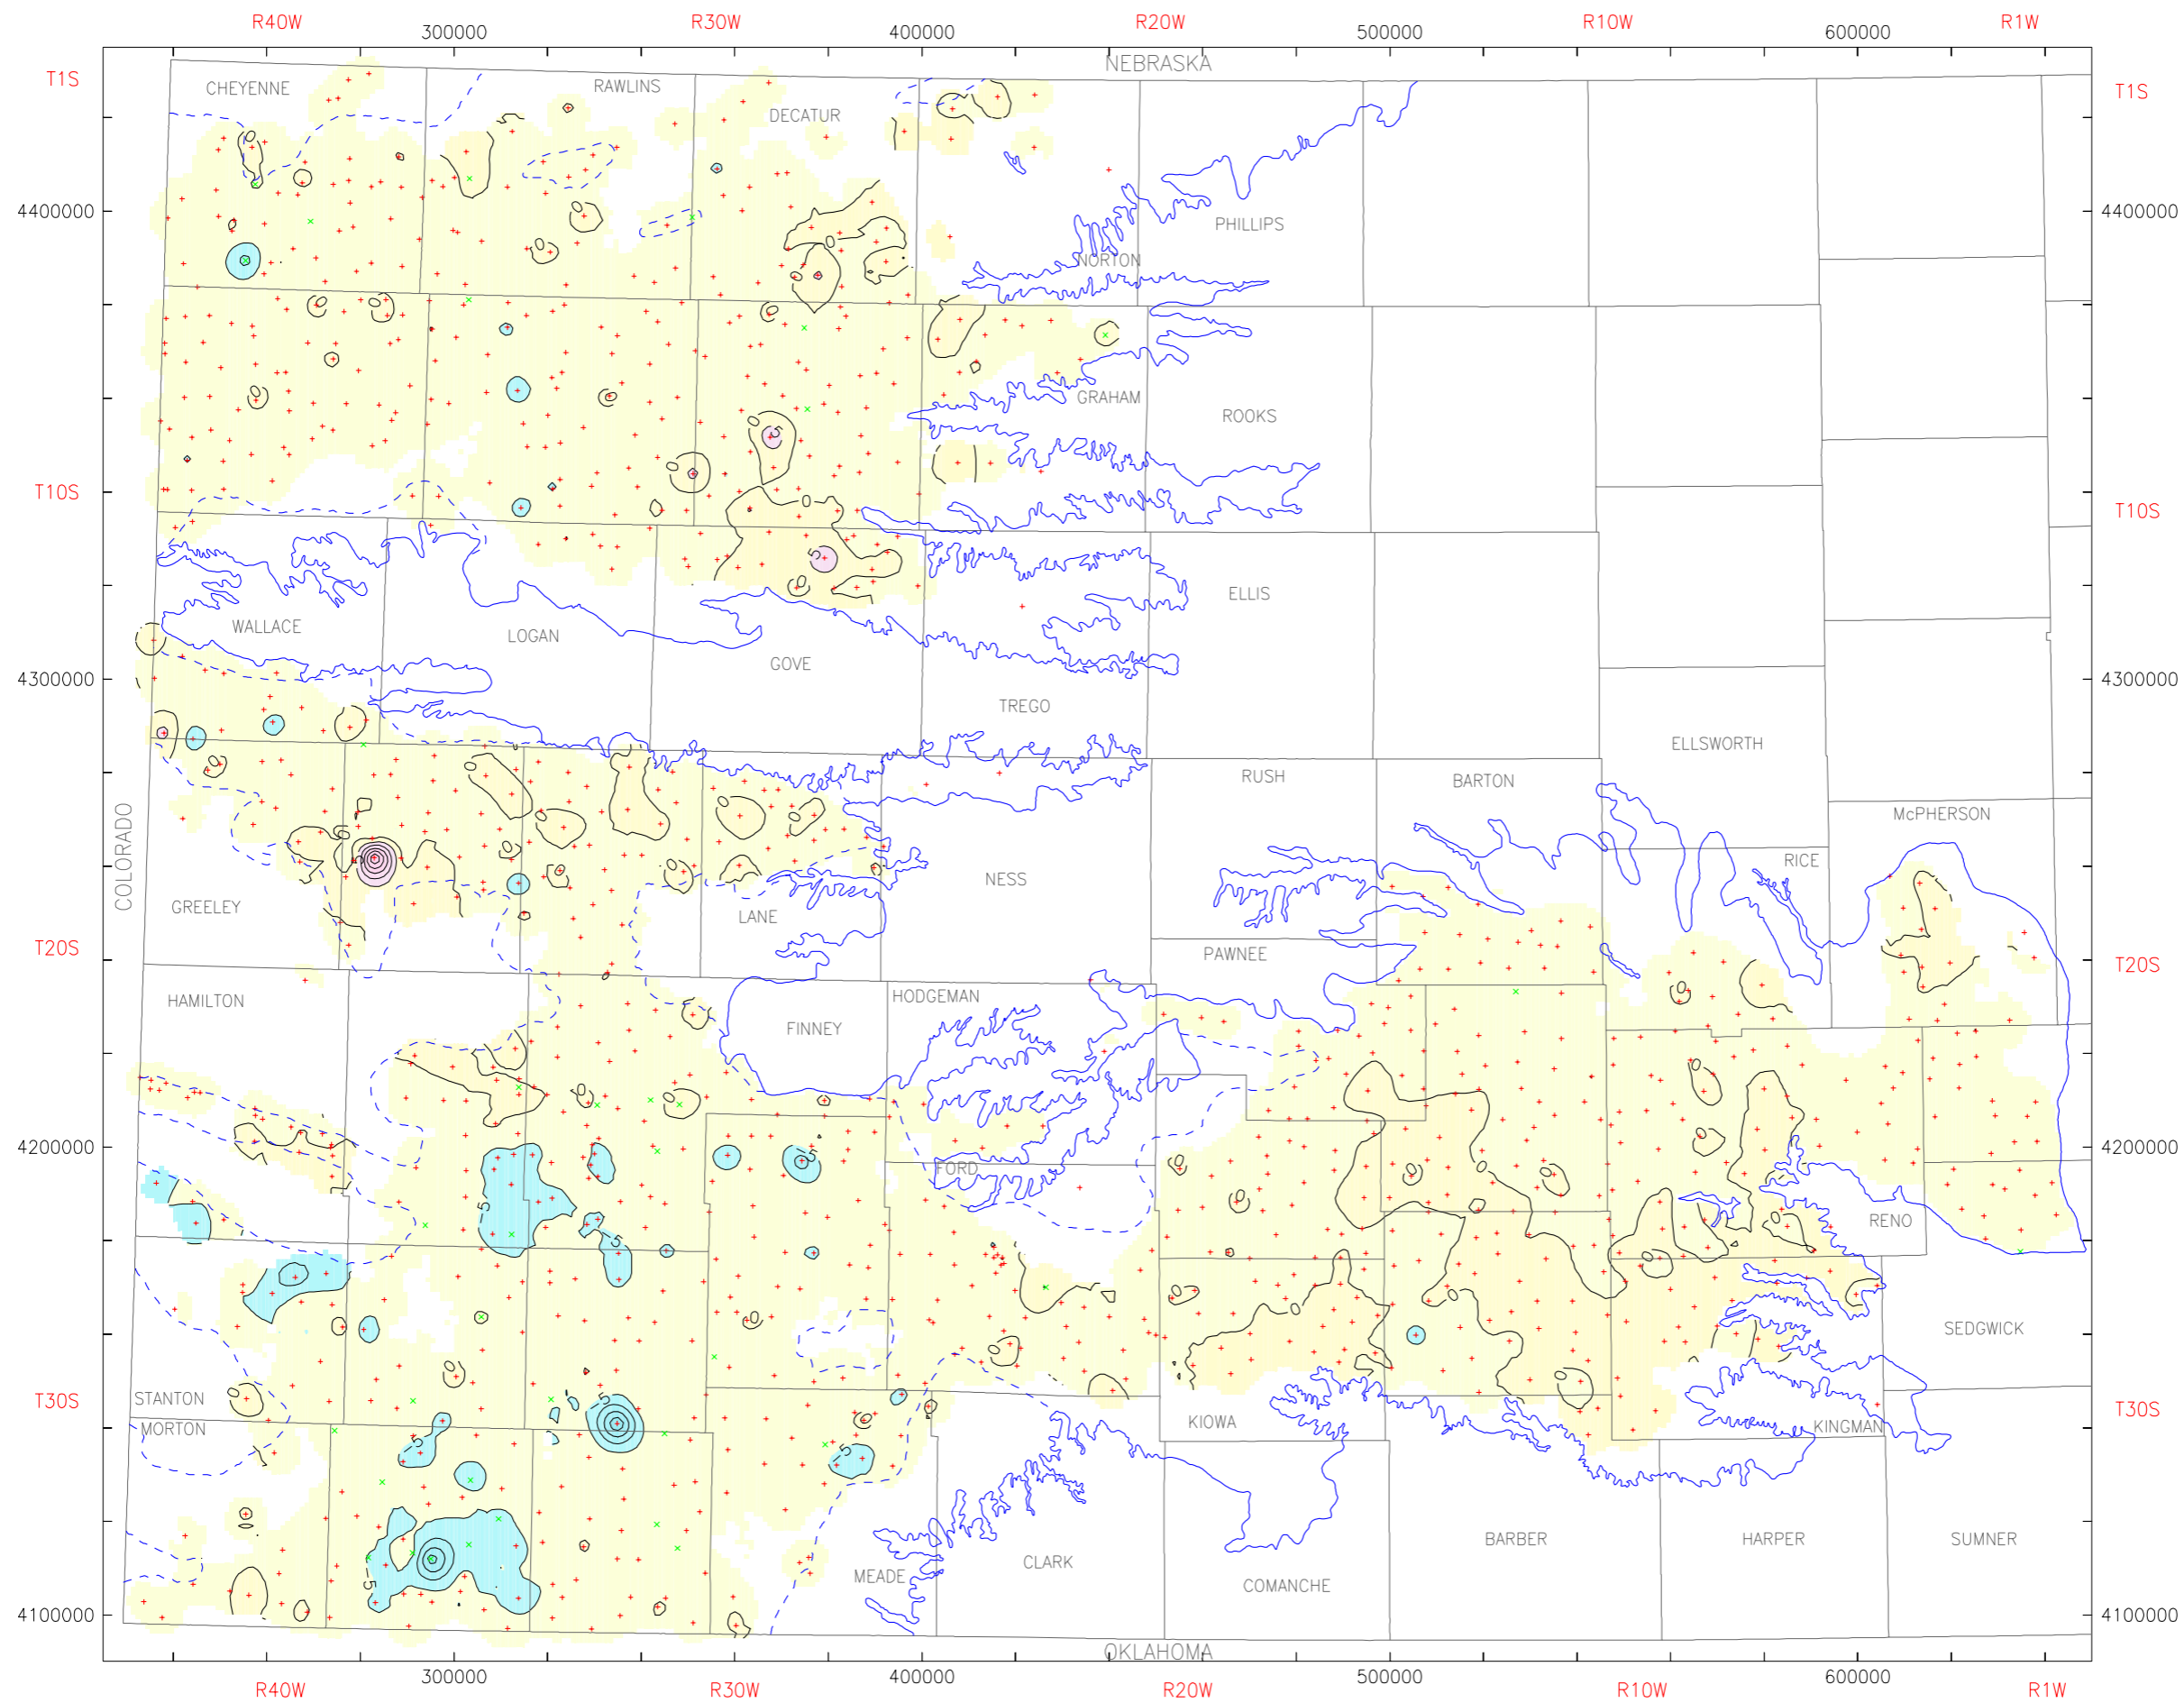 R40W R30W R20W R10W R1W
300000 400000 500000 600000
NEBRASKA
T1S T1S
CHEYENNE RAWLINS
DECATUR
4400000 4400000
PHILLIPS
NORTON
GRAHAM
ROOKS
T10S T10S
ELLIS
WALLACE LOGAN
GOVE
4300000 4300000
TREGO
ELLSWORTH
RUSH BARTON
McPHERSON
COLORADO
RICE
NESS
GREELEY LANE
T20S PAWNEE T20S
HAMILTON HODGEMAN
FINNEY
4200000 4200000
FORD
RENO
SEDGWICK
STANTON
T30S T30S
MORTON KIOWA KINGMAN
BARBER HARPER SUMNER
CLARK
MEADE COMANCHE
4100000 4100000
OKLAHOMA
300000 400000 500000 600000
R40W R30W R20W R10W R1W